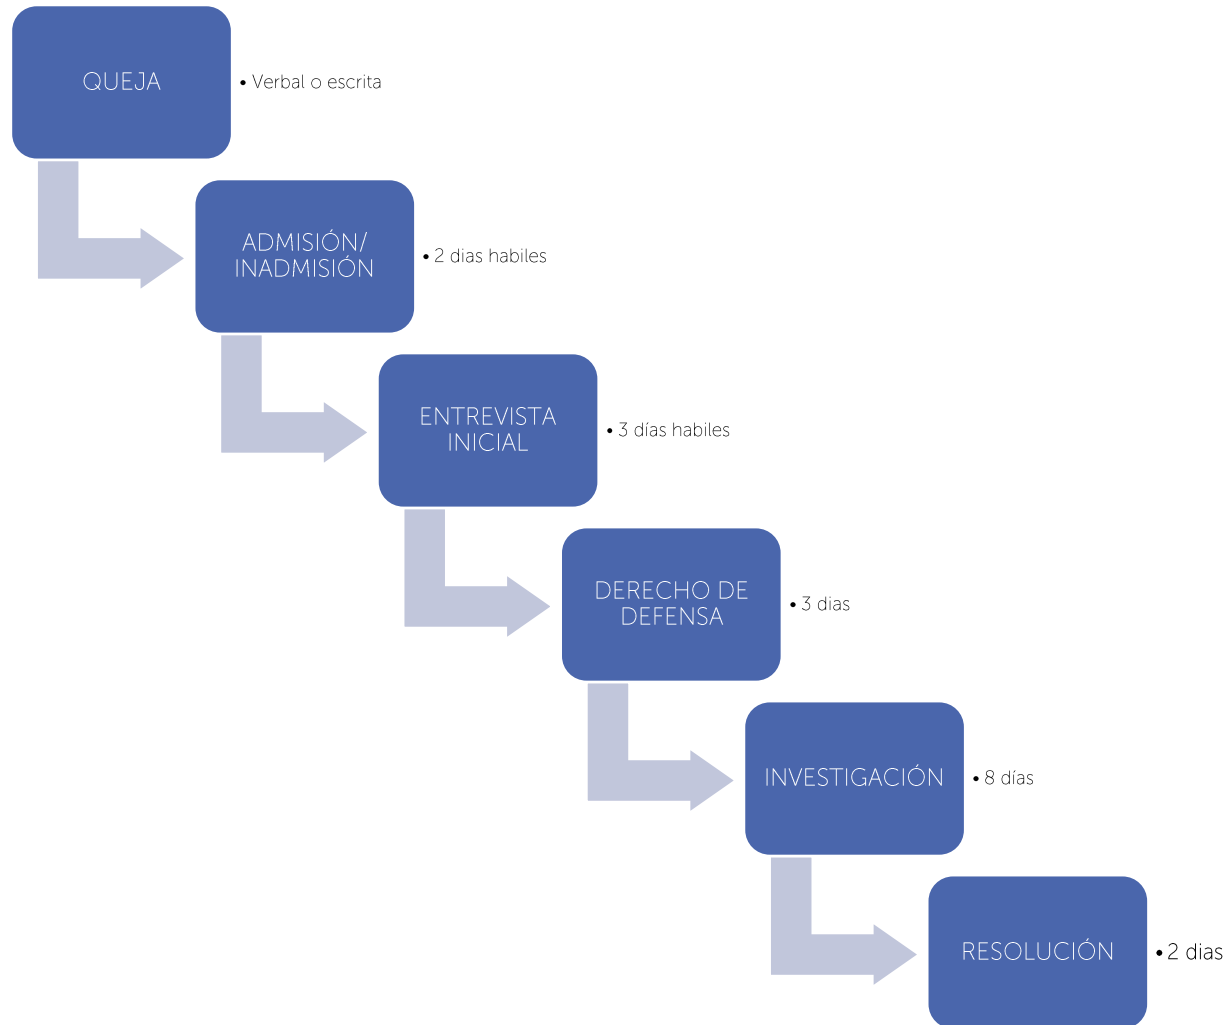 QUEJA
• Verbal o escrita
ADMISIÓN/
INADMISIÓN
• 2 dias habiles
ENTREVISTA
INICIAL
• 3 días habiles
DERECHO DE
DEFENSA
• 3 dias
INVESTIGACIÓN
• 8 días
RESOLUCIÓN
• 2 dias